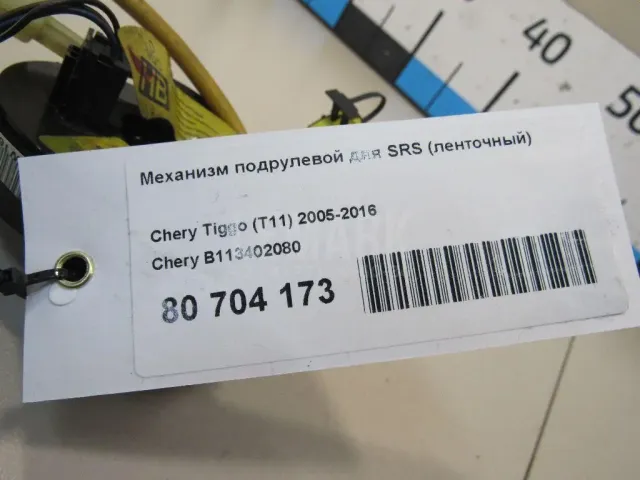 Механизм подрулевой для SRS (ленточный)
Chery Tiggo (T11) 2005-2016
Chery B113402080
80 704 173
40
50